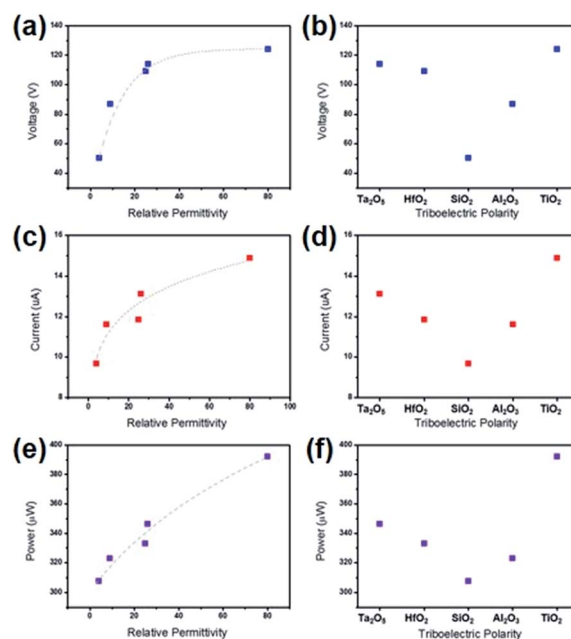 (a)
140
120
100
80
60
40
Voltage (V)
0 20 40 60 80
Relative Permittivity
(b)
140
120
100
80
60
40
Voltage (V)
Ta₂O₅ HfO₂ SiO₂ Al₂O₃ TiO₂
Triboelectric Polarity
(c)
16
14
12
10
8
Current (uA)
0 20 40 60 80 100
Relative Permittivity
(d)
16
14
12
10
8
Current (uA)
Ta₂O₅ HfO₂ SiO₂ Al₂O₃ TiO₂
Triboelectric Polarity
(e)
400
380
360
340
320
300
Power (μW)
0 20 40 60 80
Relative Permittivity
(f)
400
380
360
340
320
300
Power (μW)
Ta₂O₅ HfO₂ SiO₂ Al₂O₃ TiO₂
Triboelectric Polarity